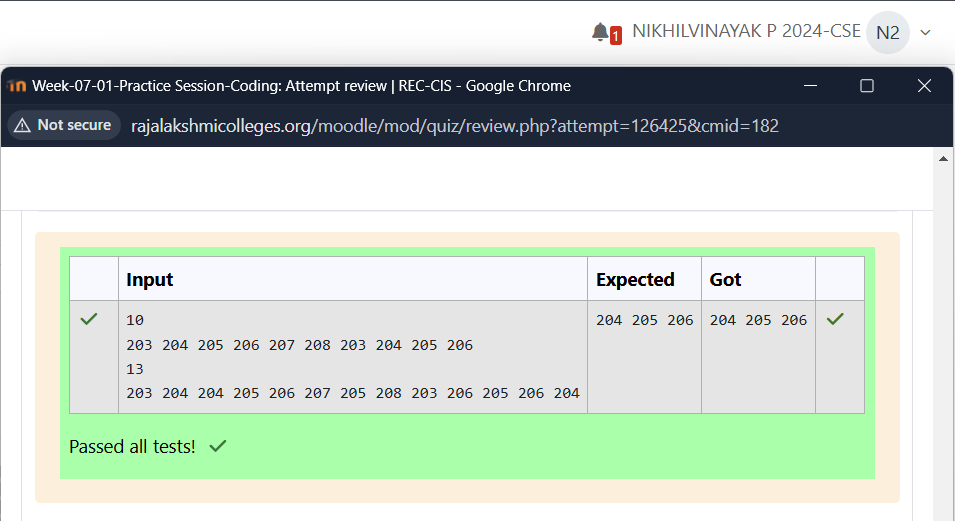 1 NIKHILVINAYAK P 2024-CSE N2
in Week-07-01-Practice Session-Coding: Attempt review | REC-CIS - Google Chrome
Not secure rajalakshmicolleges.org/moodle/mod/quiz/review.php?attempt=126425&cmid=182
Input Expected Got
10 204 205 206 204 205 206
203 204 205 206 207 208 203 204 205 206
13
203 204 204 205 206 207 205 208 203 206 205 206 204
Passed all tests!